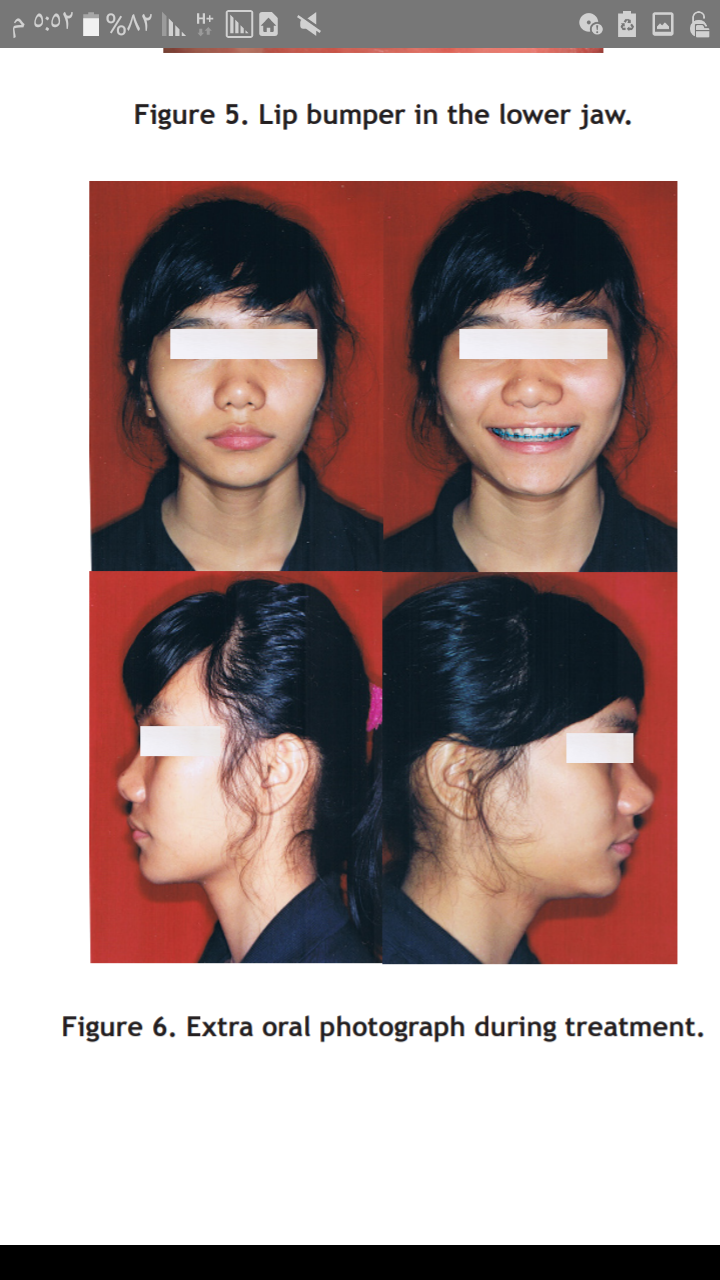 م ٥:٥٢ %٨٢ H+
Figure 5. Lip bumper in the lower jaw.
Figure 6. Extra oral photograph during treatment.